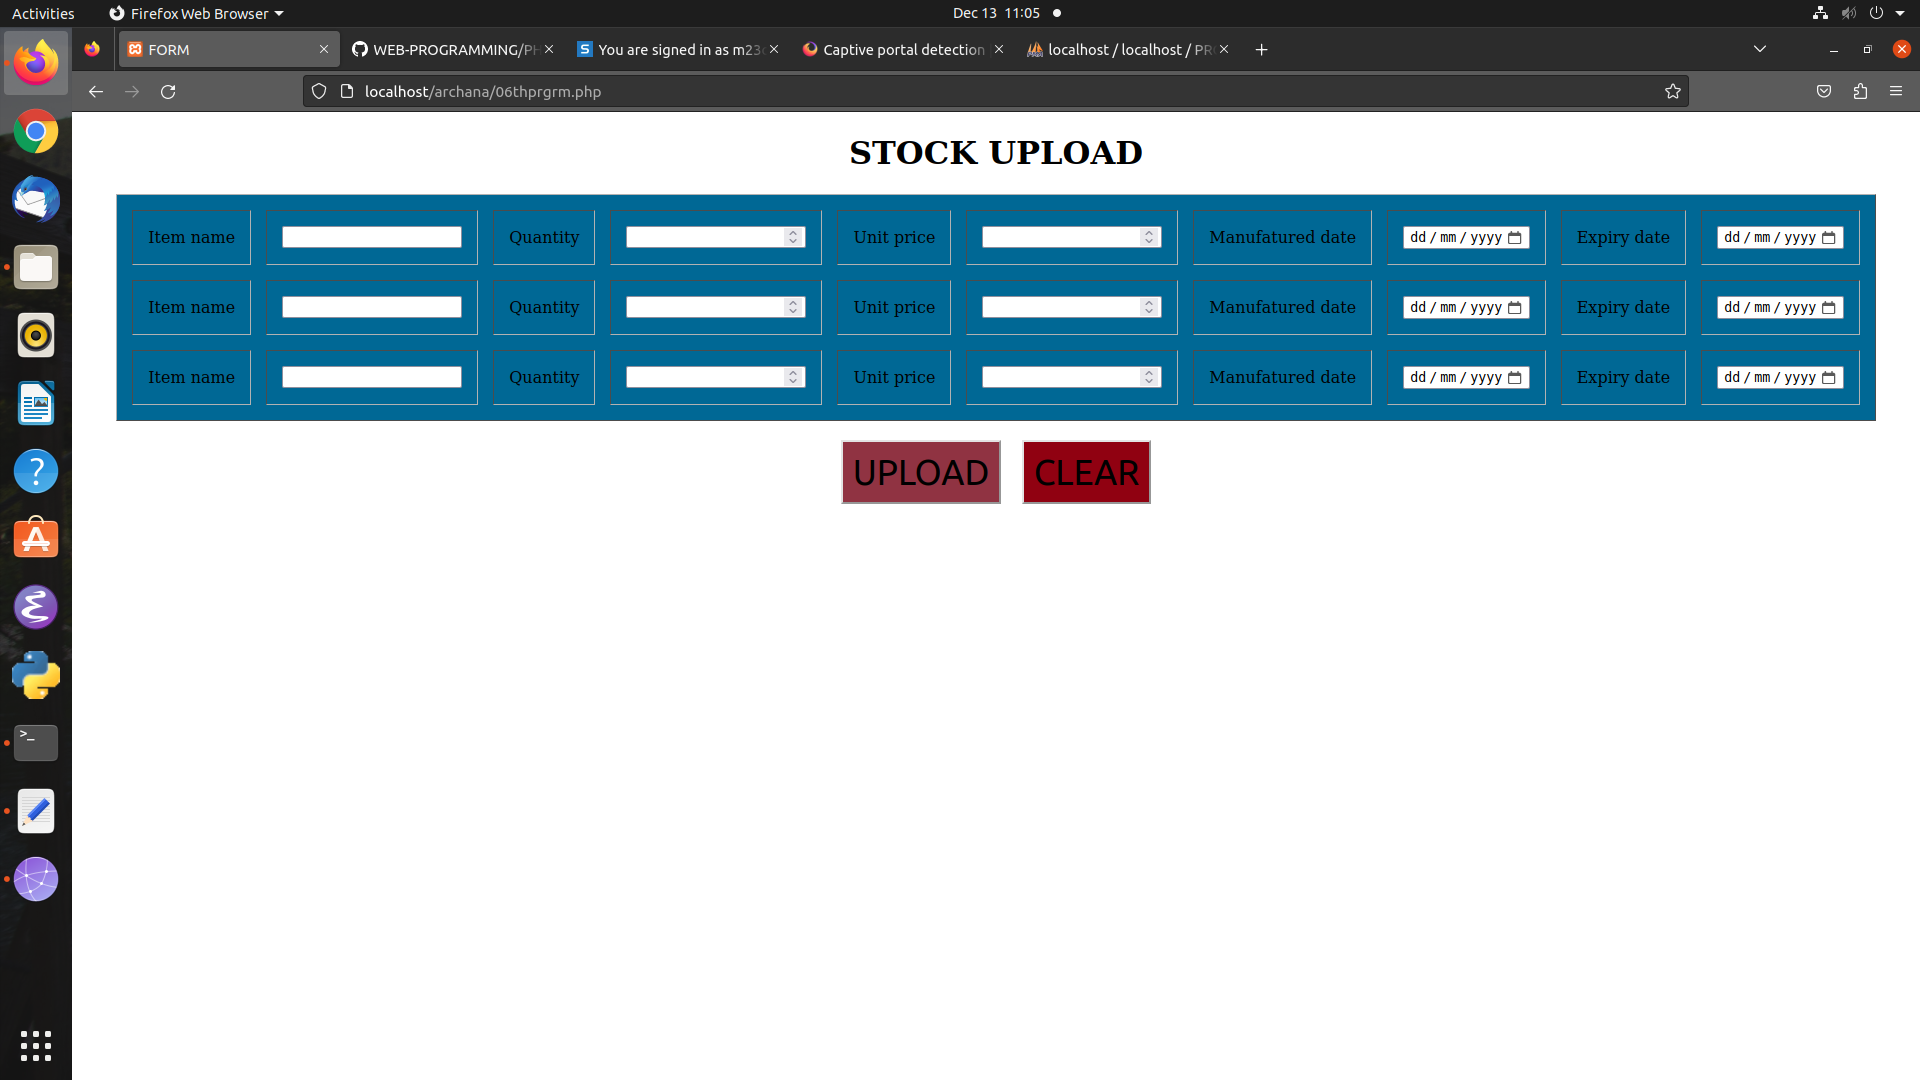 Activities Firefox Web Browser Dec 13 11:05
FORM WEB-PROGRAMMING/PH You are signed in as m23c Captive portal detection localhost / localhost / PR
localhost/archana/06thprgrm.php
STOCK UPLOAD
Item name Quantity Unit price Manufatured date dd / mm / yyyy Expiry date dd / mm / yyyy
Item name Quantity Unit price Manufatured date dd / mm / yyyy Expiry date dd / mm / yyyy
Item name Quantity Unit price Manufatured date dd / mm / yyyy Expiry date dd / mm / yyyy
UPLOAD CLEAR